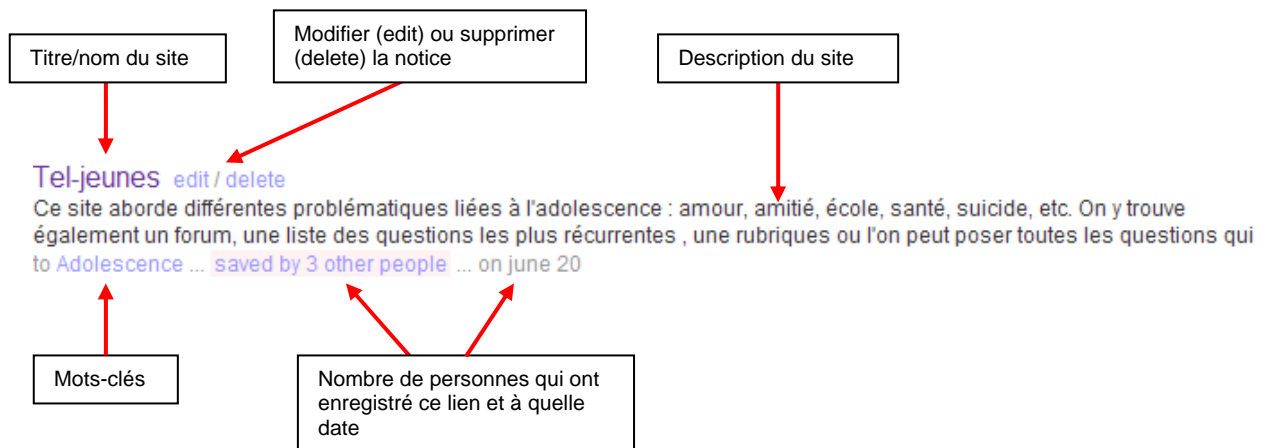 Titre/nom du site
Modifier (edit) ou supprimer
(delete) la notice
Description du site
Tel-jeunes edit / delete
Ce site aborde différentes problématiques liées à l'adolescence : amour, amitié, école, santé, suicide, etc. On y trouve
également un forum, une liste des questions les plus récurrentes , une rubriques ou l'on peut poser toutes les questions qui
to Adolescence ... saved by 3 other people ... on june 20
Mots-clés
Nombre de personnes qui ont
enregistré ce lien et à quelle
date